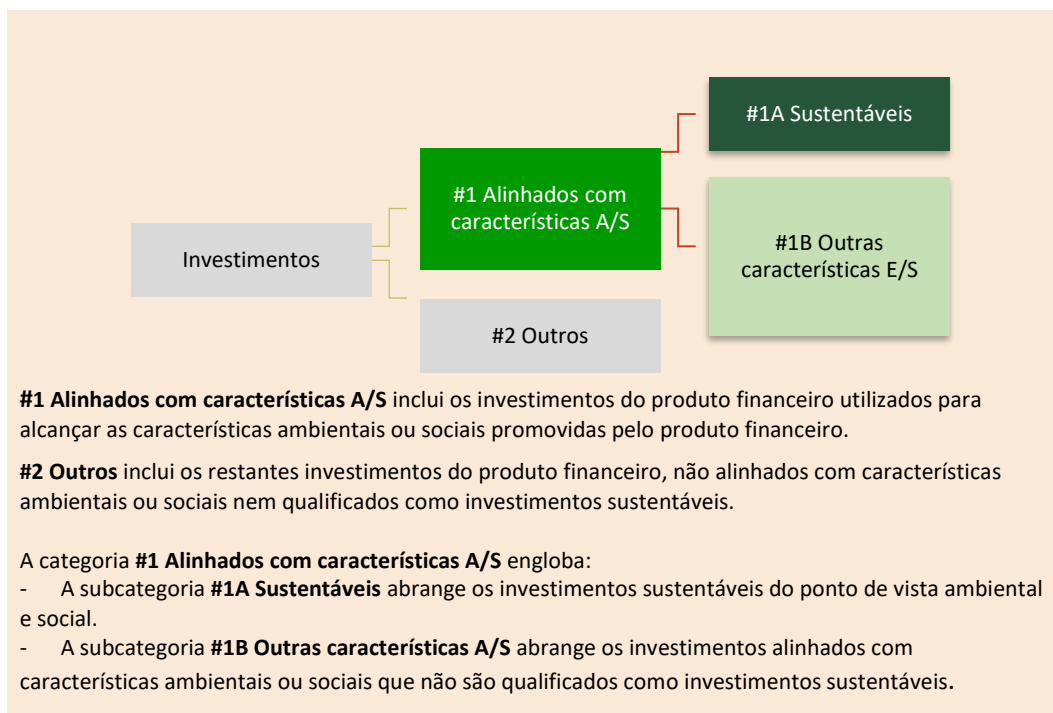 #1A Sustentáveis
#1 Alinhados com
características A/S
#1B Outras
características E/S
Investimentos
#2 Outros
#1 Alinhados com características A/S inclui os investimentos do produto financeiro utilizados para
alcançar as características ambientais ou sociais promovidas pelo produto financeiro.
#2 Outros inclui os restantes investimentos do produto financeiro, não alinhados com características
ambientais ou sociais nem qualificados como investimentos sustentáveis.
A categoria #1 Alinhados com características A/S engloba:
- A subcategoria #1A Sustentáveis abrange os investimentos sustentáveis do ponto de vista ambiental
e social.
- A subcategoria #1B Outras características A/S abrange os investimentos alinhados com
características ambientais ou sociais que não são qualificados como investimentos sustentáveis.